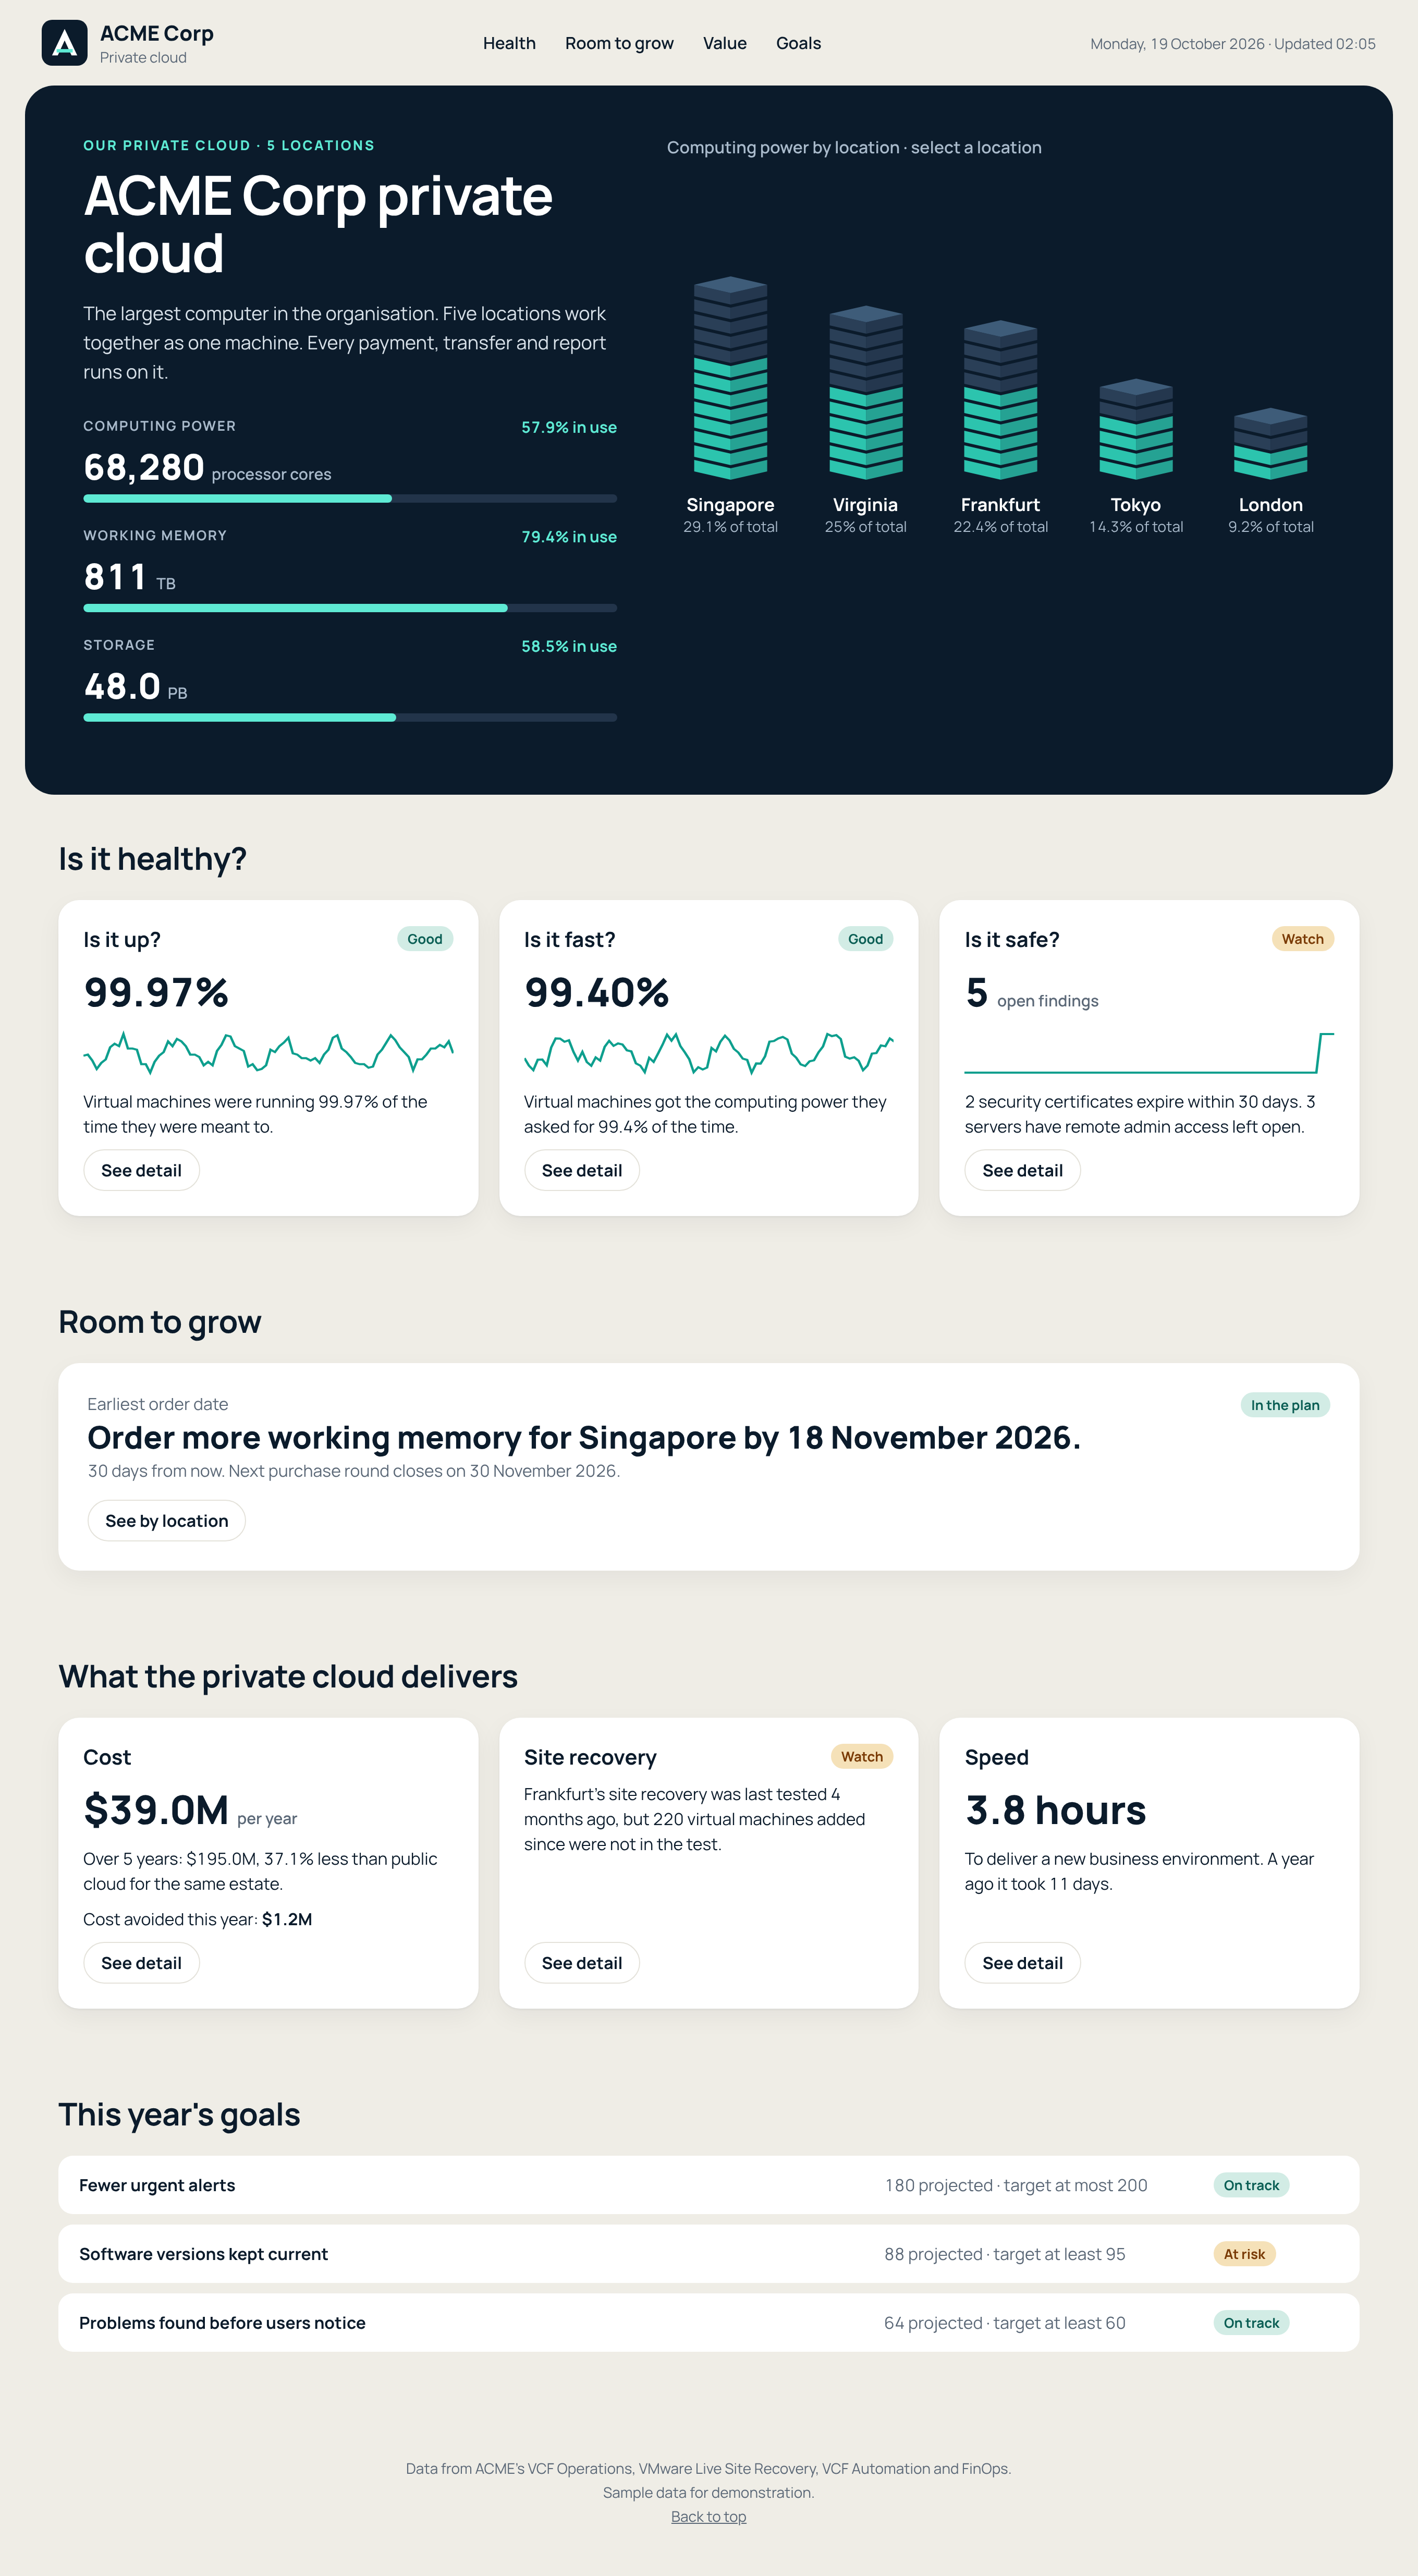 ACME Corp
Private cloud
Health
Room to grow
Value
Goals
Monday, 19 October 2026 · Updated 02:05
OUR PRIVATE CLOUD · 5 LOCATIONS
ACME Corp private
cloud
The largest computer in the organisation. Five locations work
together as one machine. Every payment, transfer and report
runs on it.
COMPUTING POWER
57.9% in use
68,280 processor cores
WORKING MEMORY
79.4% in use
811 TB
STORAGE
58.5% in use
48.0 PB
Computing power by location · select a location
Singapore
29.1% of total
Virginia
25% of total
Frankfurt
22.4% of total
Tokyo
14.3% of total
London
9.2% of total
Is it healthy?
Is it up?
Good
99.97%
Virtual machines were running 99.97% of the
time they were meant to.
See detail
Is it fast?
Good
99.40%
Virtual machines got the computing power they
asked for 99.4% of the time.
See detail
Is it safe?
Watch
5 open findings
2 security certificates expire within 30 days. 3
servers have remote admin access left open.
See detail
Room to grow
Earliest order date
In the plan
Order more working memory for Singapore by 18 November 2026.
30 days from now. Next purchase round closes on 30 November 2026.
See by location
What the private cloud delivers
Cost
$39.0M per year
Over 5 years: $195.0M, 37.1% less than public
cloud for the same estate.
Cost avoided this year: $1.2M
See detail
Site recovery
Watch
Frankfurt's site recovery was last tested 4
months ago, but 220 virtual machines added
since were not in the test.
See detail
Speed
3.8 hours
To deliver a new business environment. A year
ago it took 11 days.
See detail
This year's goals
Fewer urgent alerts
180 projected · target at most 200
On track
Software versions kept current
88 projected · target at least 95
At risk
Problems found before users notice
64 projected · target at least 60
On track
Data from ACME's VCF Operations, VMware Live Site Recovery, VCF Automation and FinOps.
Sample data for demonstration.
Back to top